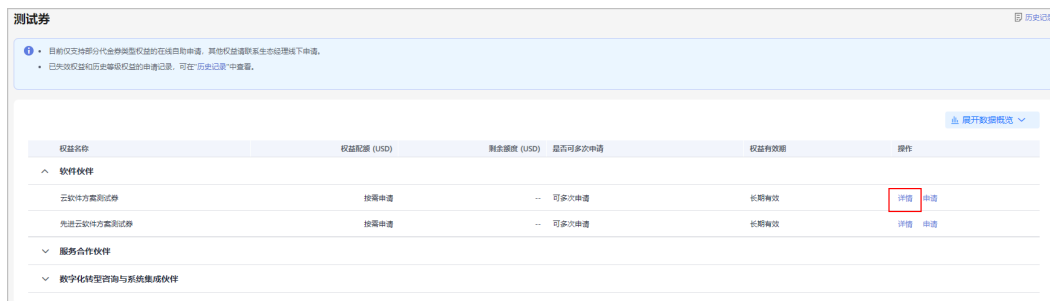 测试券
历史记录
目前仅支持部分代金券类型权益的在线自助申请，其他权益请联系生态经理线下申请。
已失效权益和历史等级权益的申请记录，可在"历史记录"中查看。
展开数据概览
权益名称 权益配额 (USD) 剩余额度 (USD) 是否可多次申请 权益有效期 操作
软件伙伴
云软件方案测试券 按需申请 -- 可多次申请 长期有效 详情 申请
先进云软件方案测试券 按需申请 -- 可多次申请 长期有效 详情 申请
服务合作伙伴
数字化转型咨询与系统集成伙伴